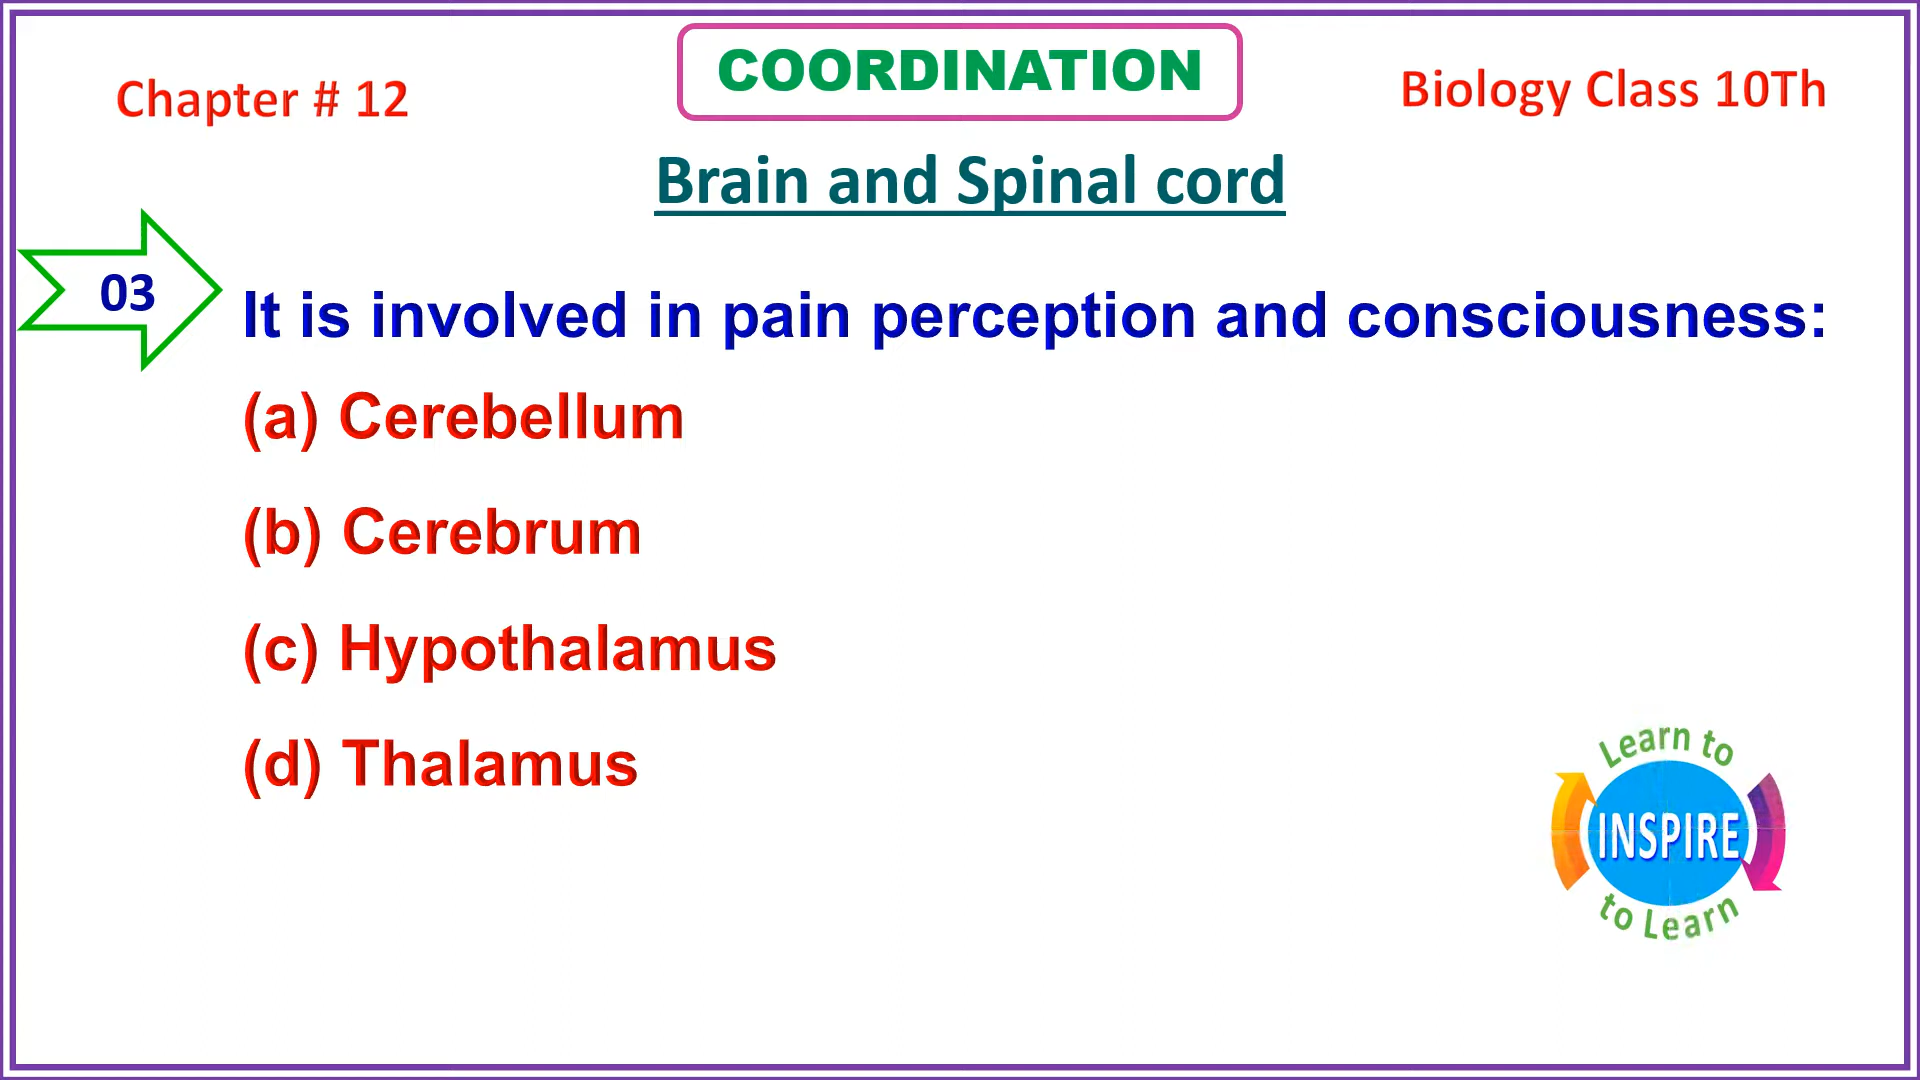 COORDINATION
Chapter # 12
Biology Class 10Th
Brain and Spinal cord
03
It is involved in pain perception and consciousness:
(a) Cerebellum
(b) Cerebrum
(c) Hypothalamus
(d) Thalamus
Learn to
INSPIRE
to Learn